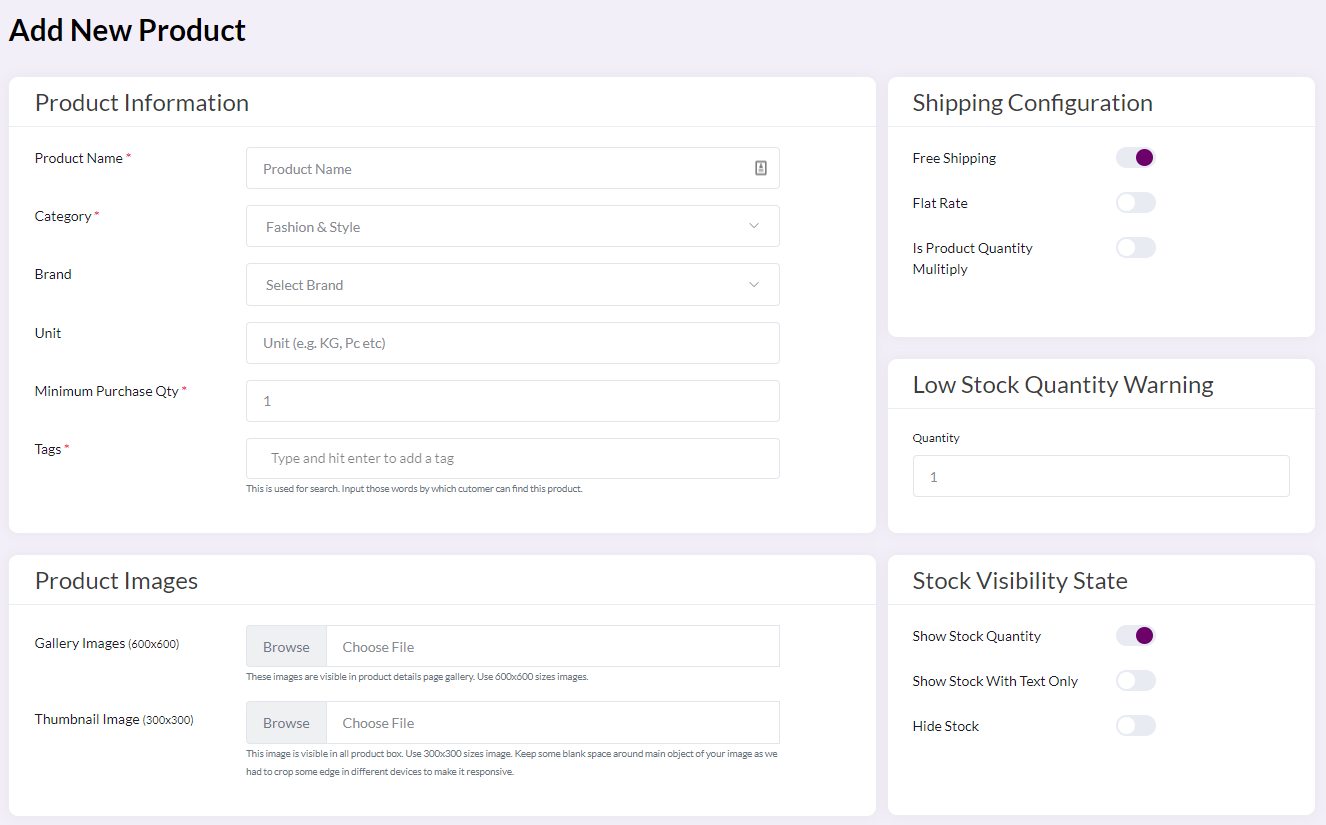 Add New Product
Product Information
Product Name *
Product Name
Category *
Fashion & Style
Brand
Select Brand
Unit
Unit (e.g. KG, Pc etc)
Minimum Purchase Qty *
1
Tags *
Type and hit enter to add a tag
This is used for search. Input those words by which cutomer can find this product.
Product Images
Gallery Images (600x600)
Browse
Choose File
These images are visible in product details page gallery. Use 600x600 sizes images.
Thumbnail Image (300x300)
Browse
Choose File
This image is visible in all product box. Use 300x300 sizes image. Keep some blank space around main object of your image as we
had to crop some edge in different devices to make it responsive.
Shipping Configuration
Free Shipping
Flat Rate
Is Product Quantity
Mulitiply
Low Stock Quantity Warning
Quantity
1
Stock Visibility State
Show Stock Quantity
Show Stock With Text Only
Hide Stock